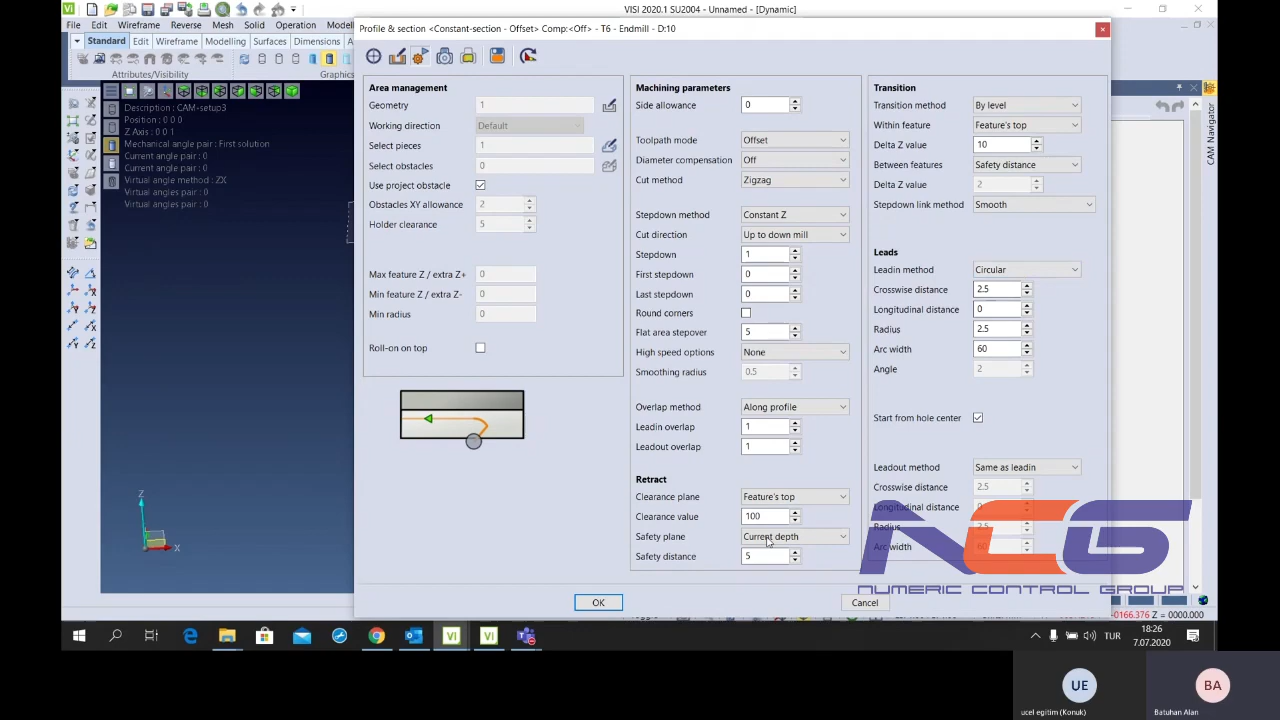 VISI 2020.1 SU2004 - Unnamed - [Dynamic]
File Edit Wireframe Mesh Solid Operation
Standard Edit Wireframe Modelling Surfaces Dimensions
Attributes/Visibility
Description : CAM-setup3
Position : 0 0 0
Z Axis : 0 0 1
Mechanical angle pair : First solution
Current angle pair : 0
Current angle pair : 0
Virtual angle method : ZX
Virtual angles pair : 0
Virtual angles pair : 0
Z
X
Profile & section <Constant-section - Offset> Comp:<Off> - T6 - Endmill - D:10
Area management
Geometry 1
Working direction Default
Select pieces 1
Select obstacles 0
Use project obstacle
Obstacles XY allowance 2
Holder clearance 5
Max feature Z / extra Z+ 0
Min feature Z / extra Z- 0
Min radius 0
Roll-on on top
Machining parameters
Side allowance 0
Toolpath mode Offset
Diameter compensation Off
Cut method Zigzag
Stepdown method Constant Z
Cut direction Up to down mill
Stepdown 1
First stepdown 0
Last stepdown 0
Round corners
Flat area stepover 5
High speed options None
Smoothing radius 0.5
Overlap method Along profile
Leadin overlap 1
Leadout overlap 1
Retract
Clearance plane Feature's top
Clearance value 100
Safety plane Current depth
Safety distance 5
Transition
Transition method By level
Within feature Feature's top
Delta Z value 10
Between features Safety distance
Delta Z value 2
Stepdown link method Smooth
Leads
Leadin method Circular
Crosswise distance 2.5
Longitudinal distance 0
Radius 2.5
Arc width 60
Angle 2
Start from hole center
Leadout method Same as leadin
Crosswise distance 2.5
Longitudinal distance
Radius 2.5
Arc width 60
OK Cancel
CAM Navigator
NCG
NUMERIC CONTROL GROUP
-0166.376 Z = 0000.000
TUR
18:26
7.07.2020
UE
ucel egitim (Konuk)
BA
Batuhan Alan